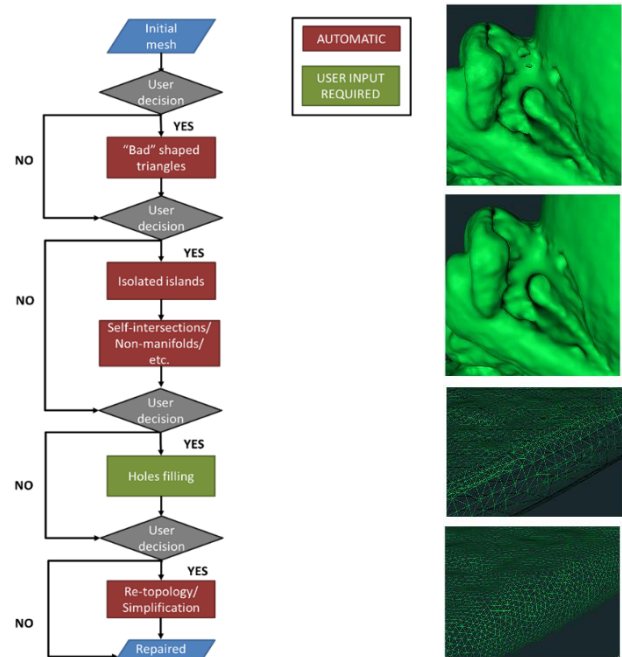 Initial
mesh
User
decision
YES
NO
"Bad" shaped
triangles
User
decision
YES
NO
Isolated islands
Self-intersections/
Non-manifolds/
etc.
User
decision
YES
NO
Holes filling
User
decision
YES
NO
Re-topology/
Simplification
Repaired
AUTOMATIC
USER INPUT
REQUIRED